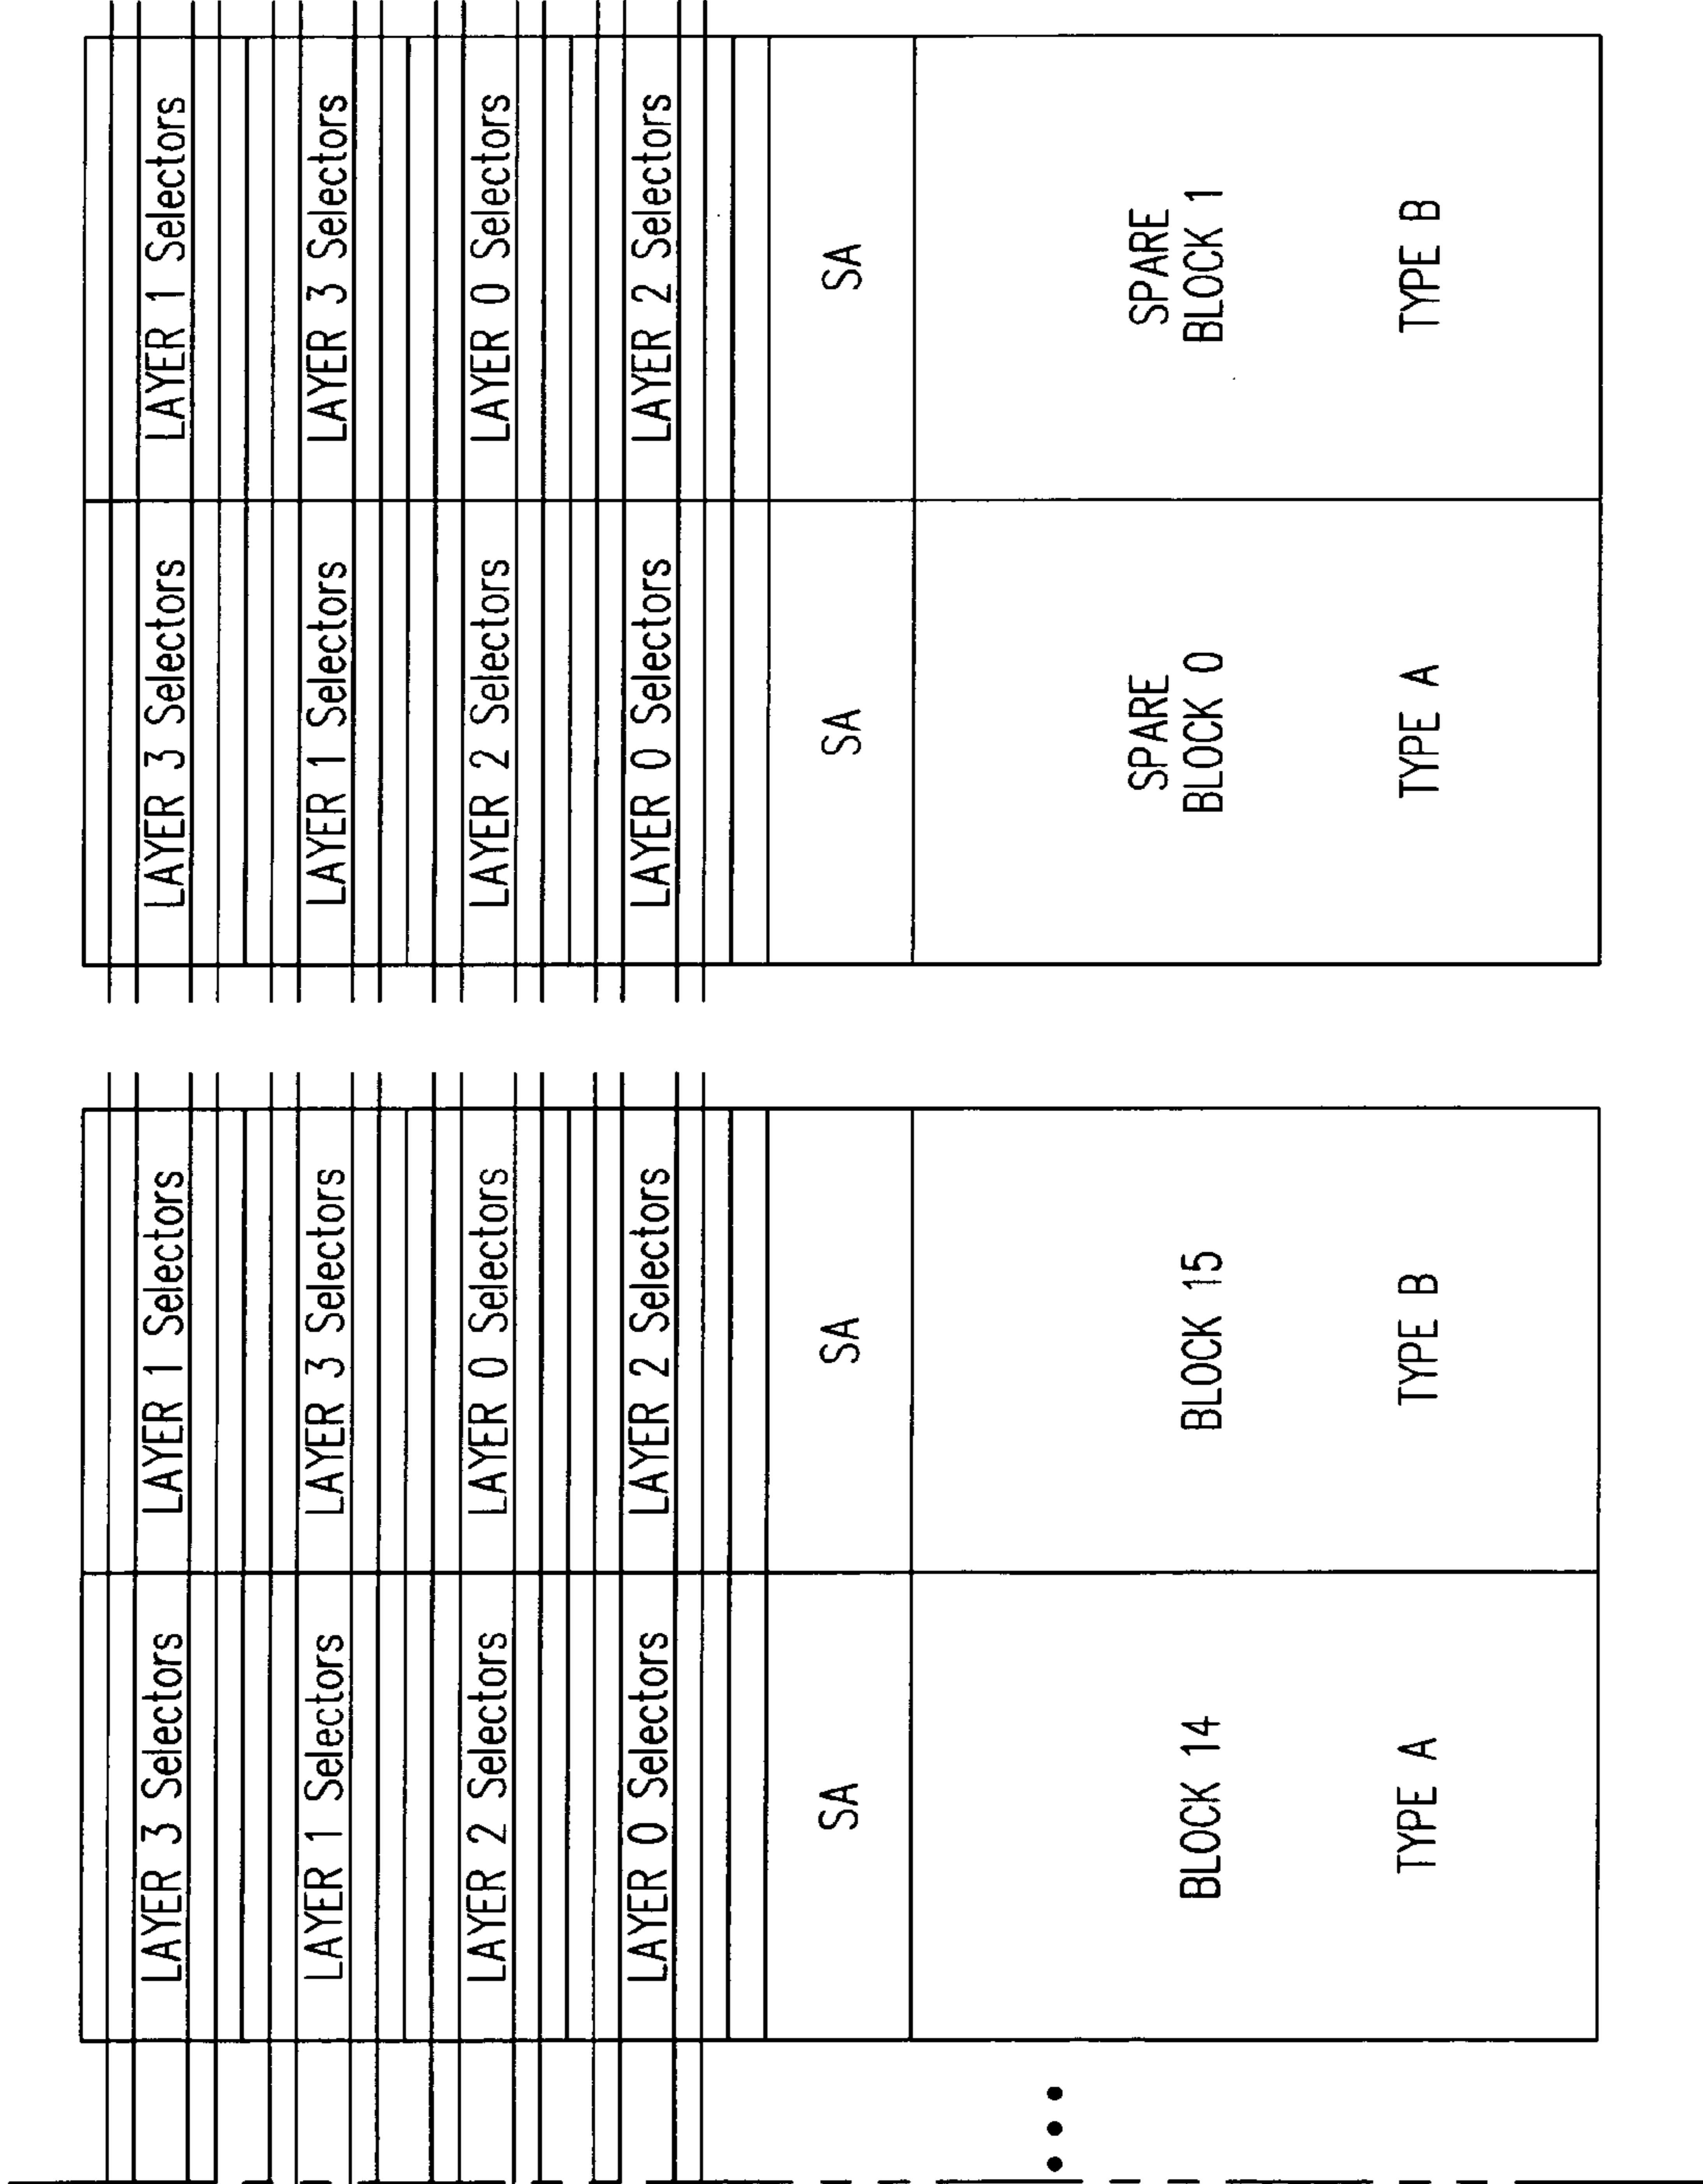 LAYER 3 Selectors
LAYER 1 Selectors
LAYER 2 Selectors
LAYER 0 Selectors
SA
BLOCK 14
TYPE A
LAYER 1 Selectors
LAYER 3 Selectors
LAYER 0 Selectors
LAYER 2 Selectors
SA
BLOCK 15
TYPE B
LAYER 3 Selectors
LAYER 1 Selectors
LAYER 2 Selectors
LAYER 0 Selectors
SA
SPARE
BLOCK 0
TYPE A
LAYER 1 Selectors
LAYER 3 Selectors
LAYER 0 Selectors
LAYER 2 Selectors
SA
SPARE
BLOCK 1
TYPE B